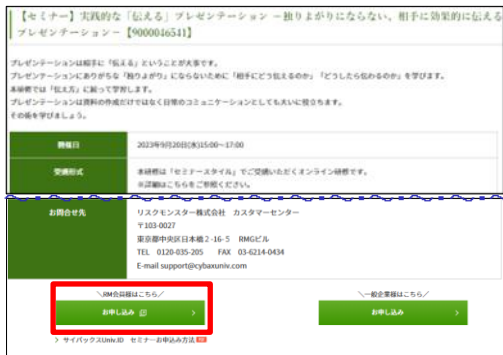 【セミナー】実践的な「伝える」プレゼンテーション －独りよがりにならない、相手に効果的に伝える
プレゼンテーション－【9000046541】
プレゼンテーションは相手に「伝える」ということが大事です。
プレゼンテーションにありがちな「独りよがり」にならないために「相手にどう伝えるのか」「どうしたら伝わるのか」を学びます。
本研修では「伝え方」に絞って学習します。
プレゼンテーションは資料の作成だけではなく日常のコミュニケーションとしても大いに役立ちます。
その術を学びましょう。
開催日 2023年9月20日(水)15:00～17:00
受講形式 本研修は「セミナースタイル」でご受講いただくオンライン研修です。
※詳細はこちらをご参照ください。
お問合せ先 リスクモンスター株式会社 カスタマーセンター
〒103-0027
東京都中央区日本橋2-16-5 RMGビル
TEL 0120-035-205 FAX 03-6214-0434
E-mail support@cybaxuniv.com
＼RM会員様はこちら／ ＼一般企業様はこちら／
お申し込み お申し込み
サイバックスUniv.ID セミナーお申込み方法